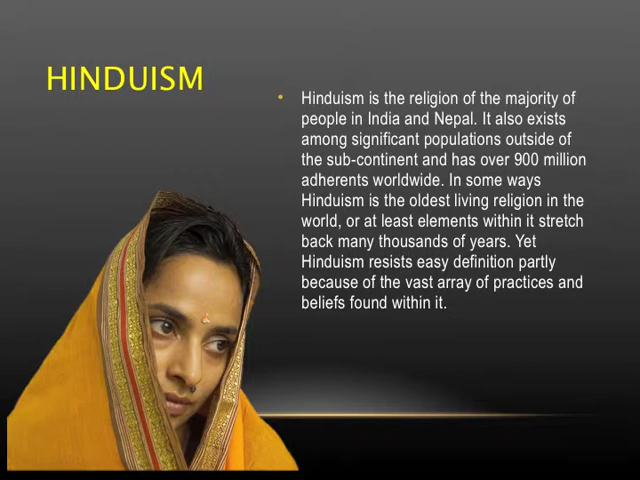 HINDUISM
• Hinduism is the religion of the majority of
people in India and Nepal. It also exists
among significant populations outside of
the sub-continent and has over 900 million
adherents worldwide. In some ways
Hinduism is the oldest living religion in the
world, or at least elements within it stretch
back many thousands of years. Yet
Hinduism resists easy definition partly
because of the vast array of practices and
beliefs found within it.